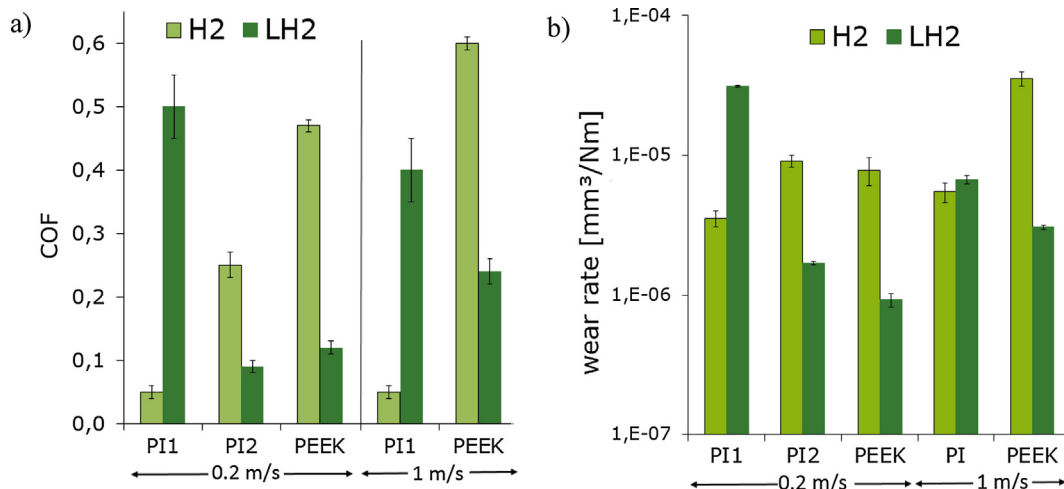 a)
H2 LH2
0,6
0,5
0,4
0,3
0,2
0,1
0,0
COF
PI1 PI2 PEEK PI1 PEEK
0.2 m/s 1 m/s
b)
H2 LH2
1,E-04
1,E-05
1,E-06
1,E-07
wear rate [mm³/Nm]
PI1 PI2 PEEK PI PEEK
0.2 m/s 1 m/s